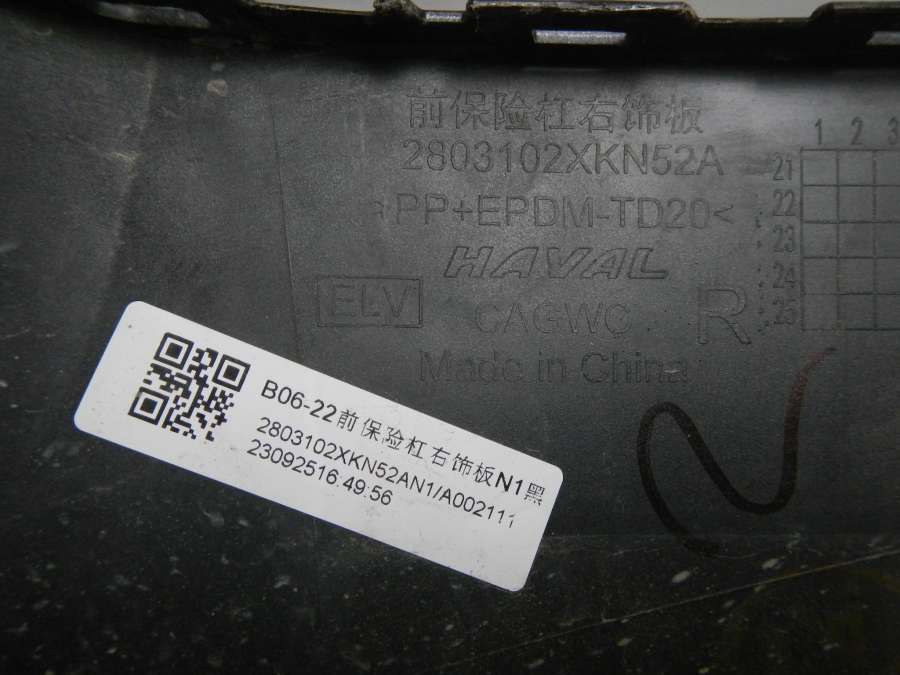 前保险杠右饰板
2803102XKN52A
>PP+EPDM-TD20<
HAVAL
ELV
CAGWC
R
Made in China
1 2 3
21
22
23
24
25
B06-22前保险杠右饰板N1黑
2803102XKN52AN1/A002111
23092516:49:56